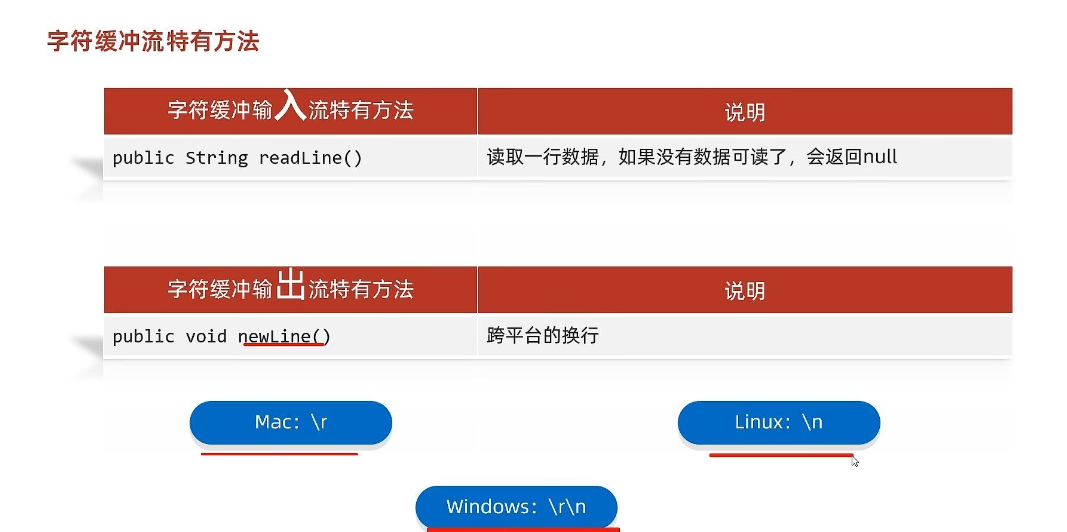 字符缓冲流特有方法
字符缓冲输入流特有方法 说明
public String readLine() 读取一行数据，如果没有数据可读了，会返回null
字符缓冲输出流特有方法 说明
public void newLine() 跨平台的换行
Mac：\r Linux：\n
Windows：\r\n